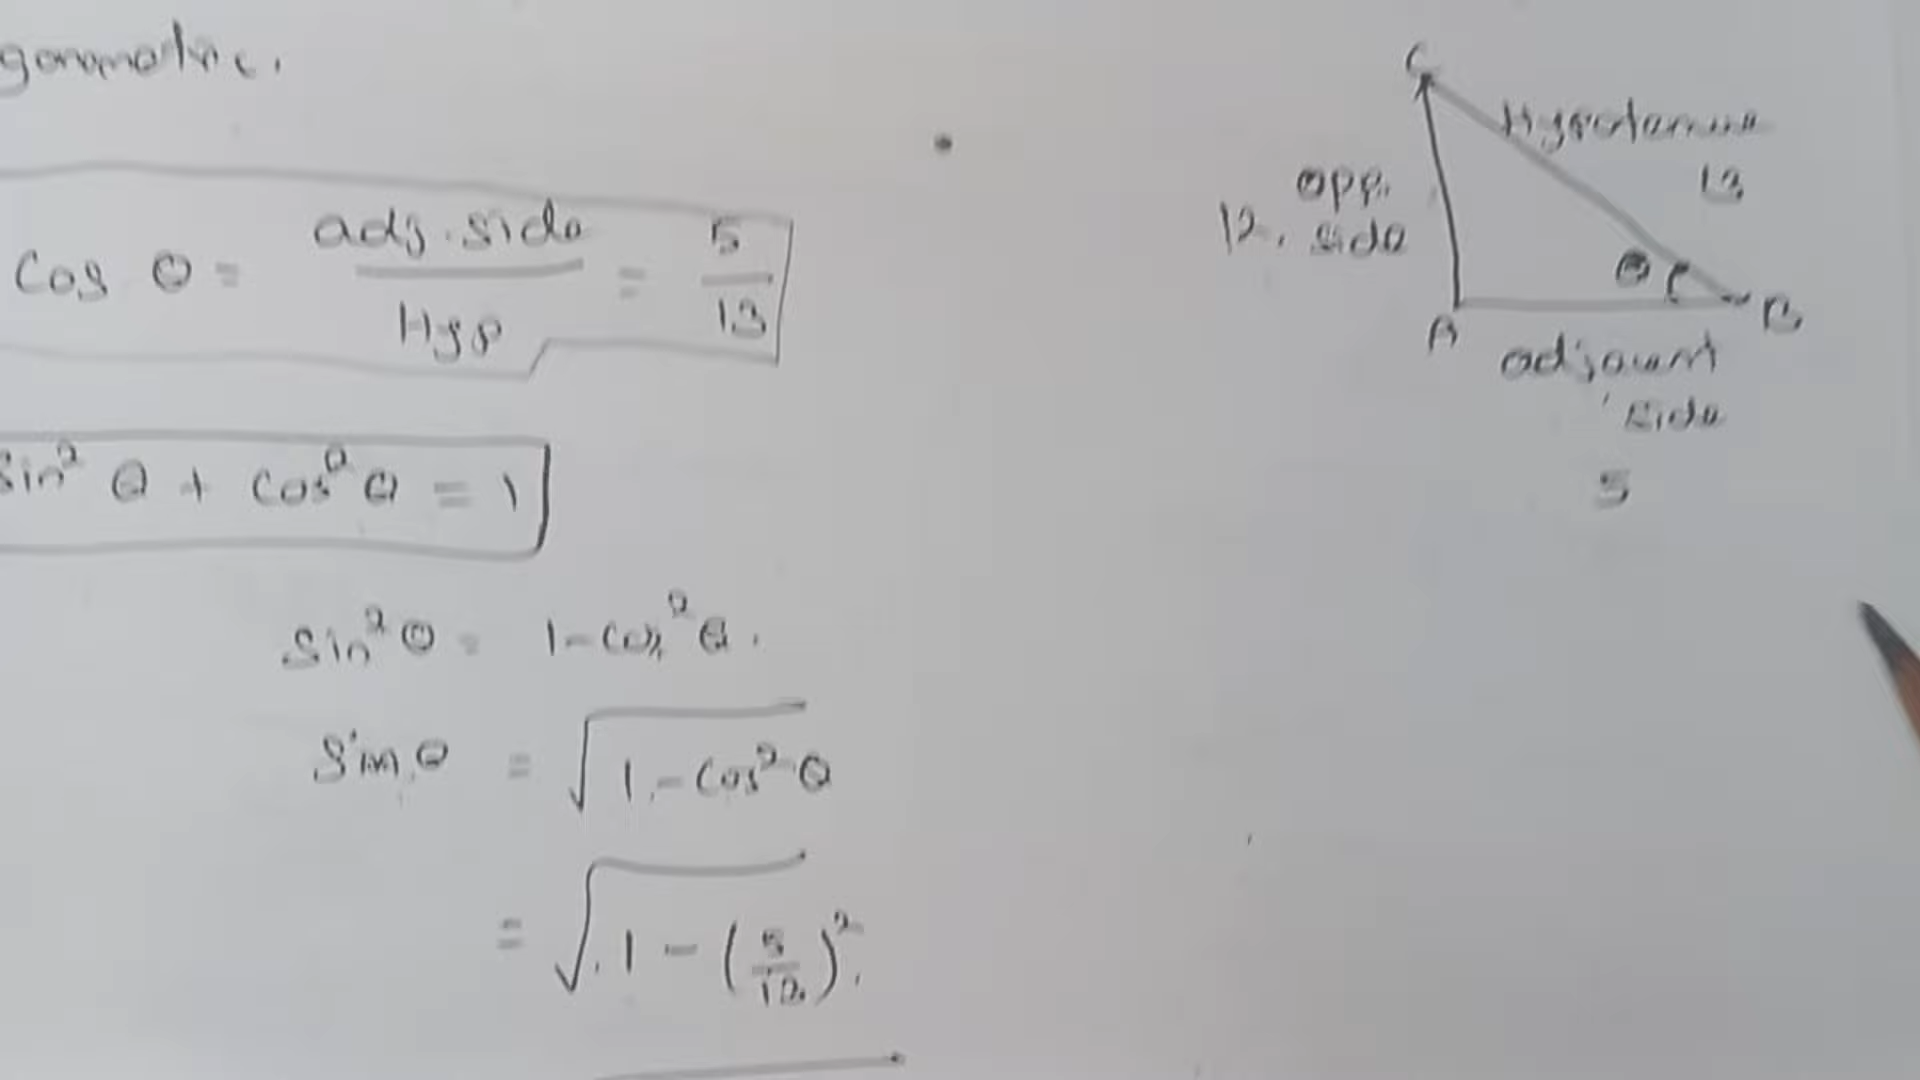 gonometric.
Cos θ = adj. side / Hyp = 5 / 13
Sin² θ + Cos² θ = 1
Sin² θ = 1 - Cos² θ.
Sin θ = √1 - Cos² θ
= √1 - (5/13)².
C
Hypotenuse
13
opp.
12. side
θ
A
B
adjacent
side
5